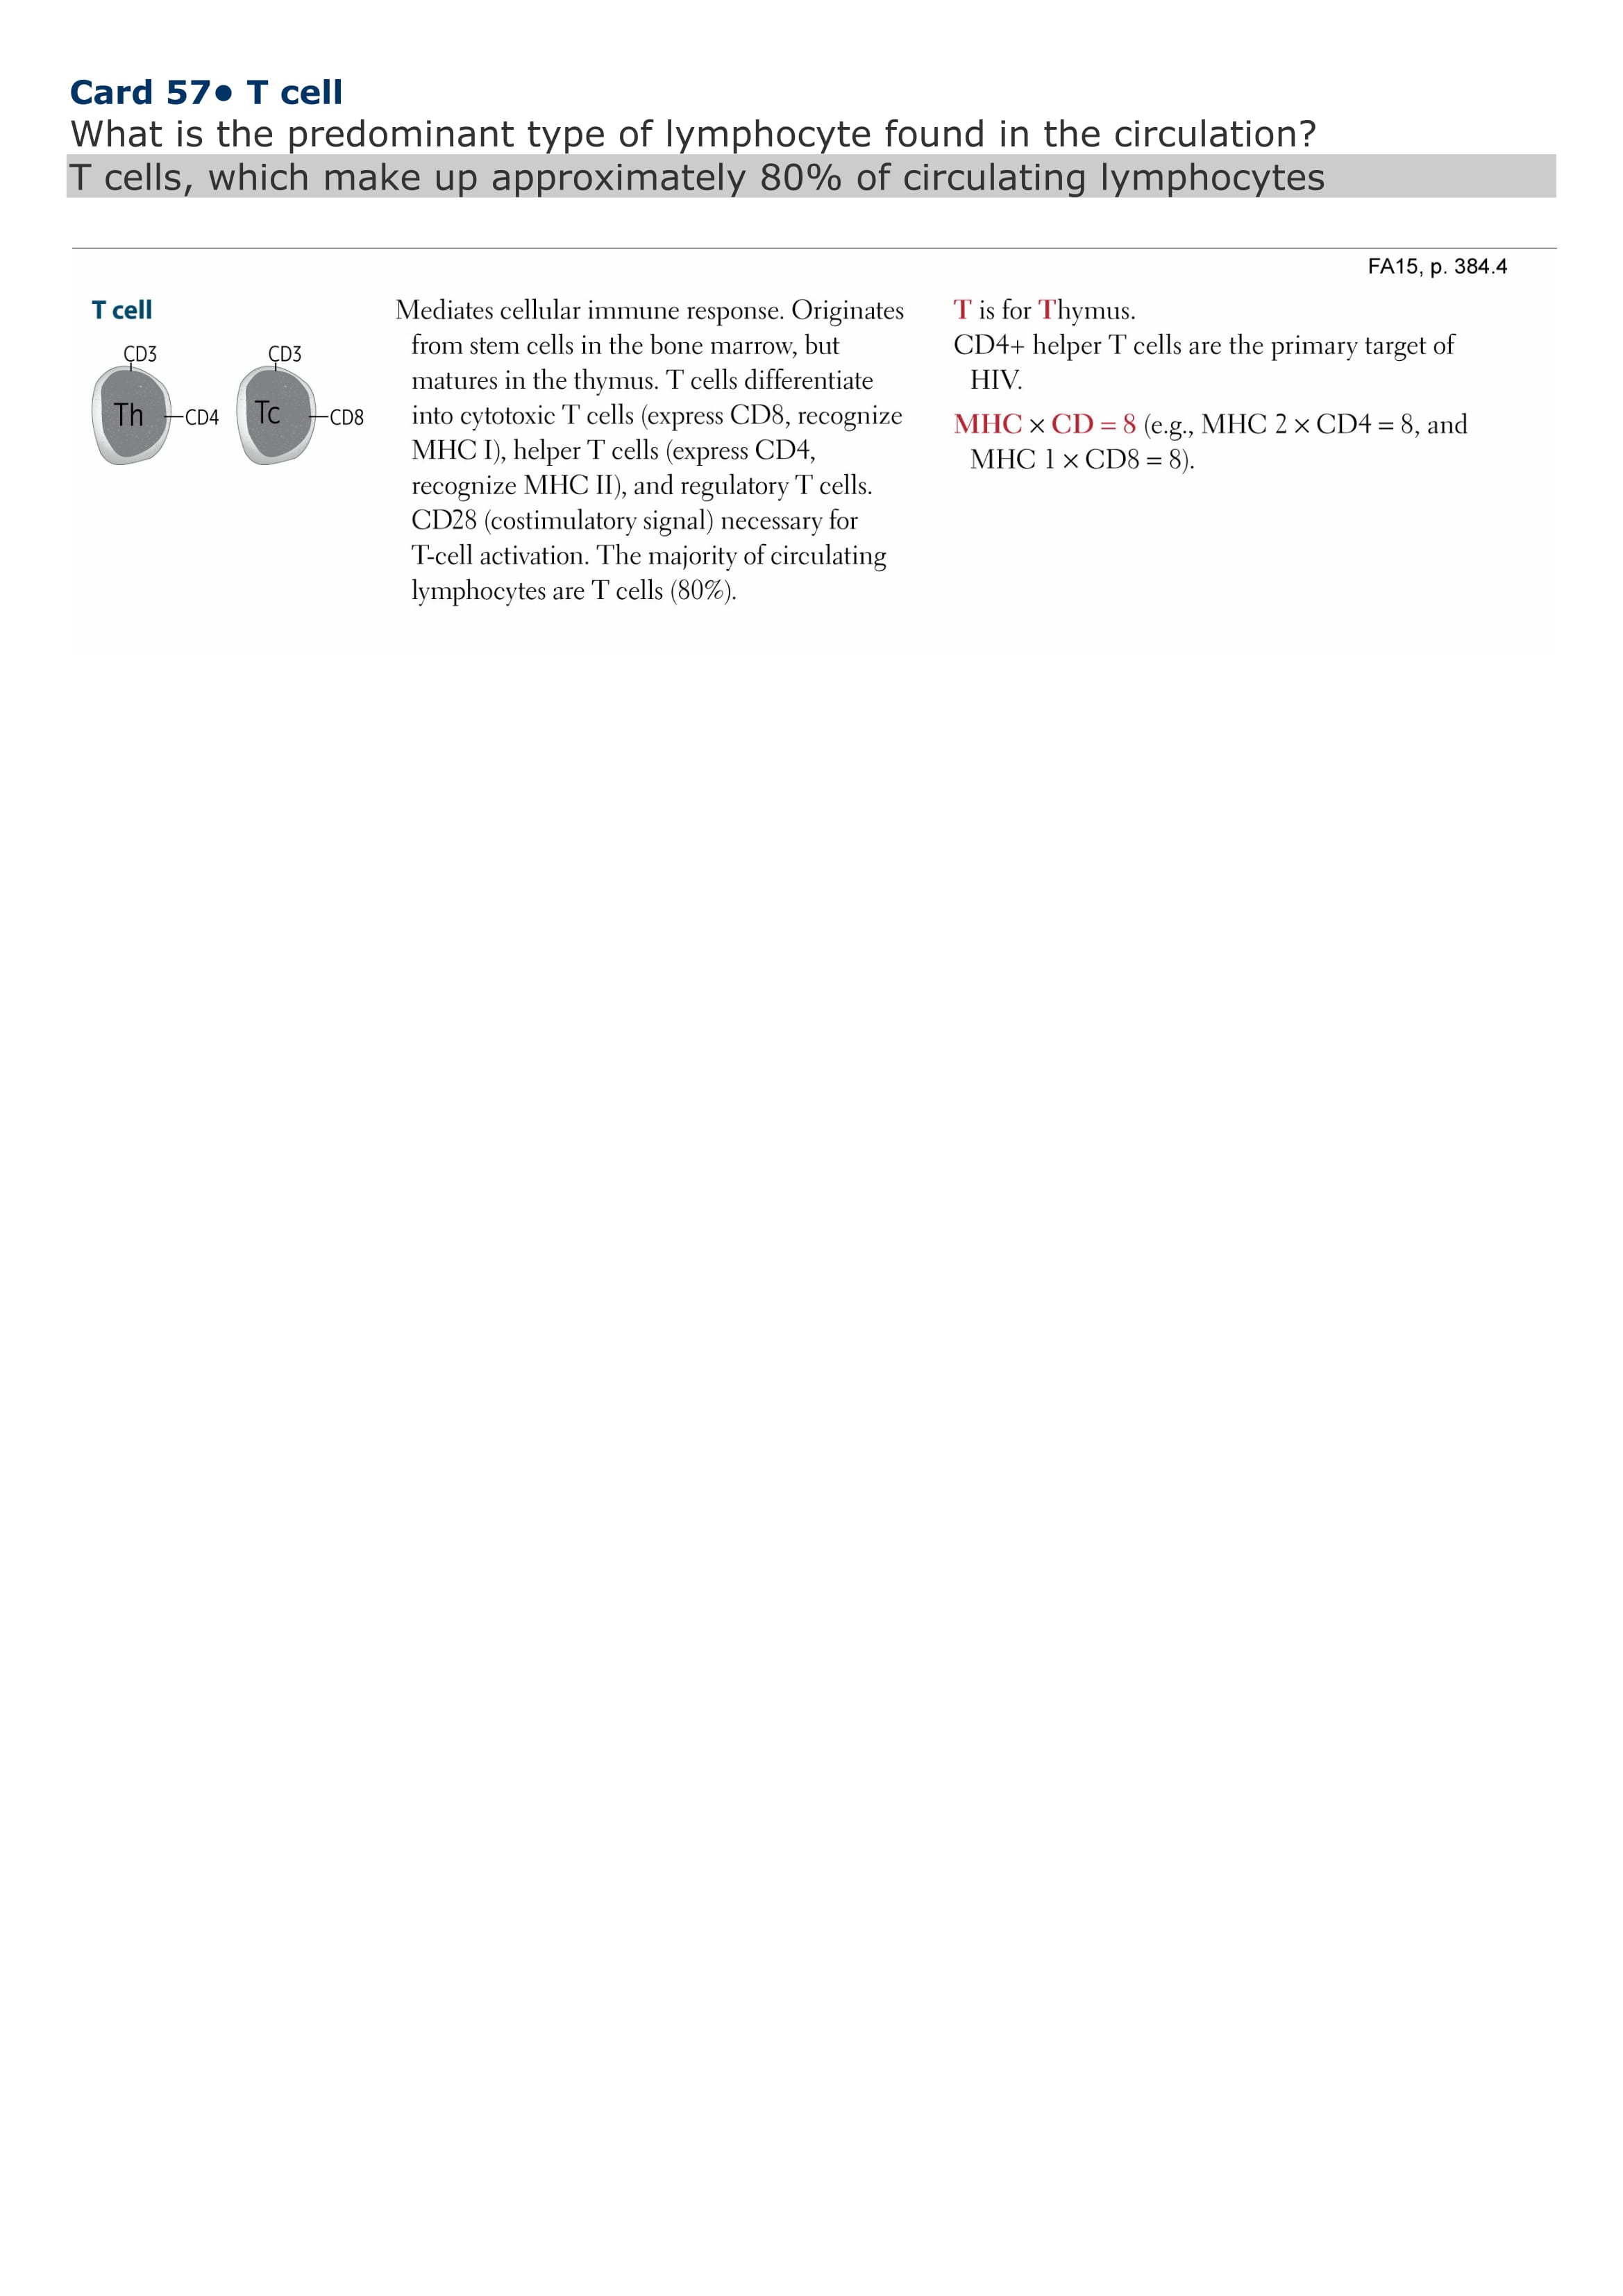 Card 57• T cell
What is the predominant type of lymphocyte found in the circulation?
T cells, which make up approximately 80% of circulating lymphocytes
FA15, p. 384.4
T cell
CD3
CD3
Th
CD4
Tc
CD8
Mediates cellular immune response. Originates
from stem cells in the bone marrow, but
matures in the thymus. T cells differentiate
into cytotoxic T cells (express CD8, recognize
MHC I), helper T cells (express CD4,
recognize MHC II), and regulatory T cells.
CD28 (costimulatory signal) necessary for
T-cell activation. The majority of circulating
lymphocytes are T cells (80%).
T is for Thymus.
CD4+ helper T cells are the primary target of
HIV.
MHC × CD = 8 (e.g., MHC 2 × CD4 = 8, and
MHC 1 × CD8 = 8).